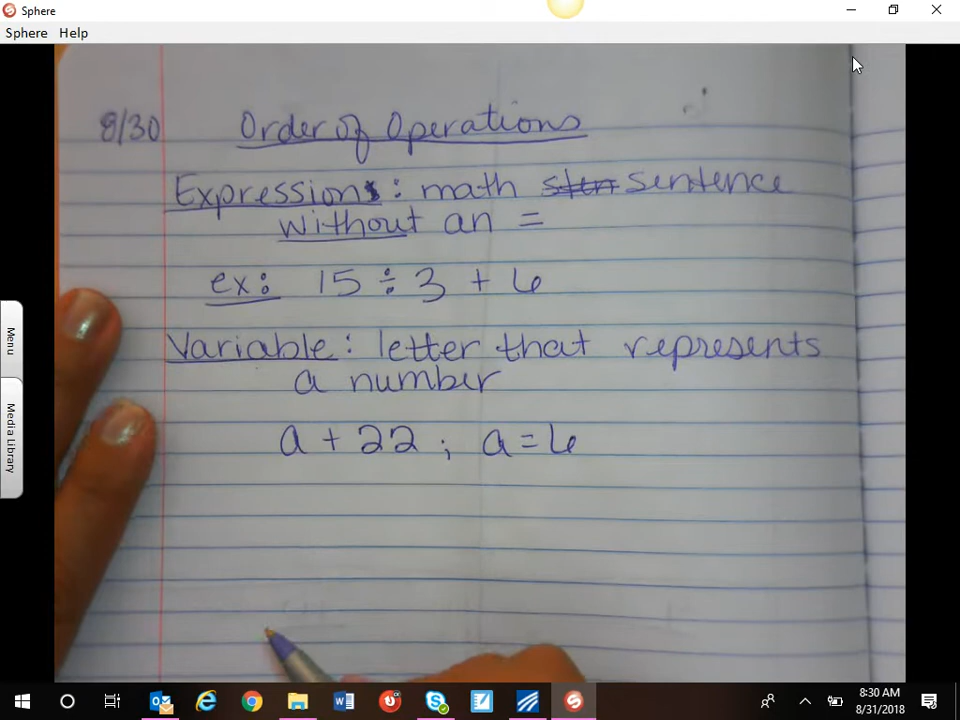 Sphere
Sphere Help
8/30 Order of Operations
Expressions: math sten sentence
without an =
ex: 15 ÷ 3 + 6
Variable: letter that represents
a number
a + 22 ; a = 6
Menu
Media Library
8:30 AM
8/31/2018